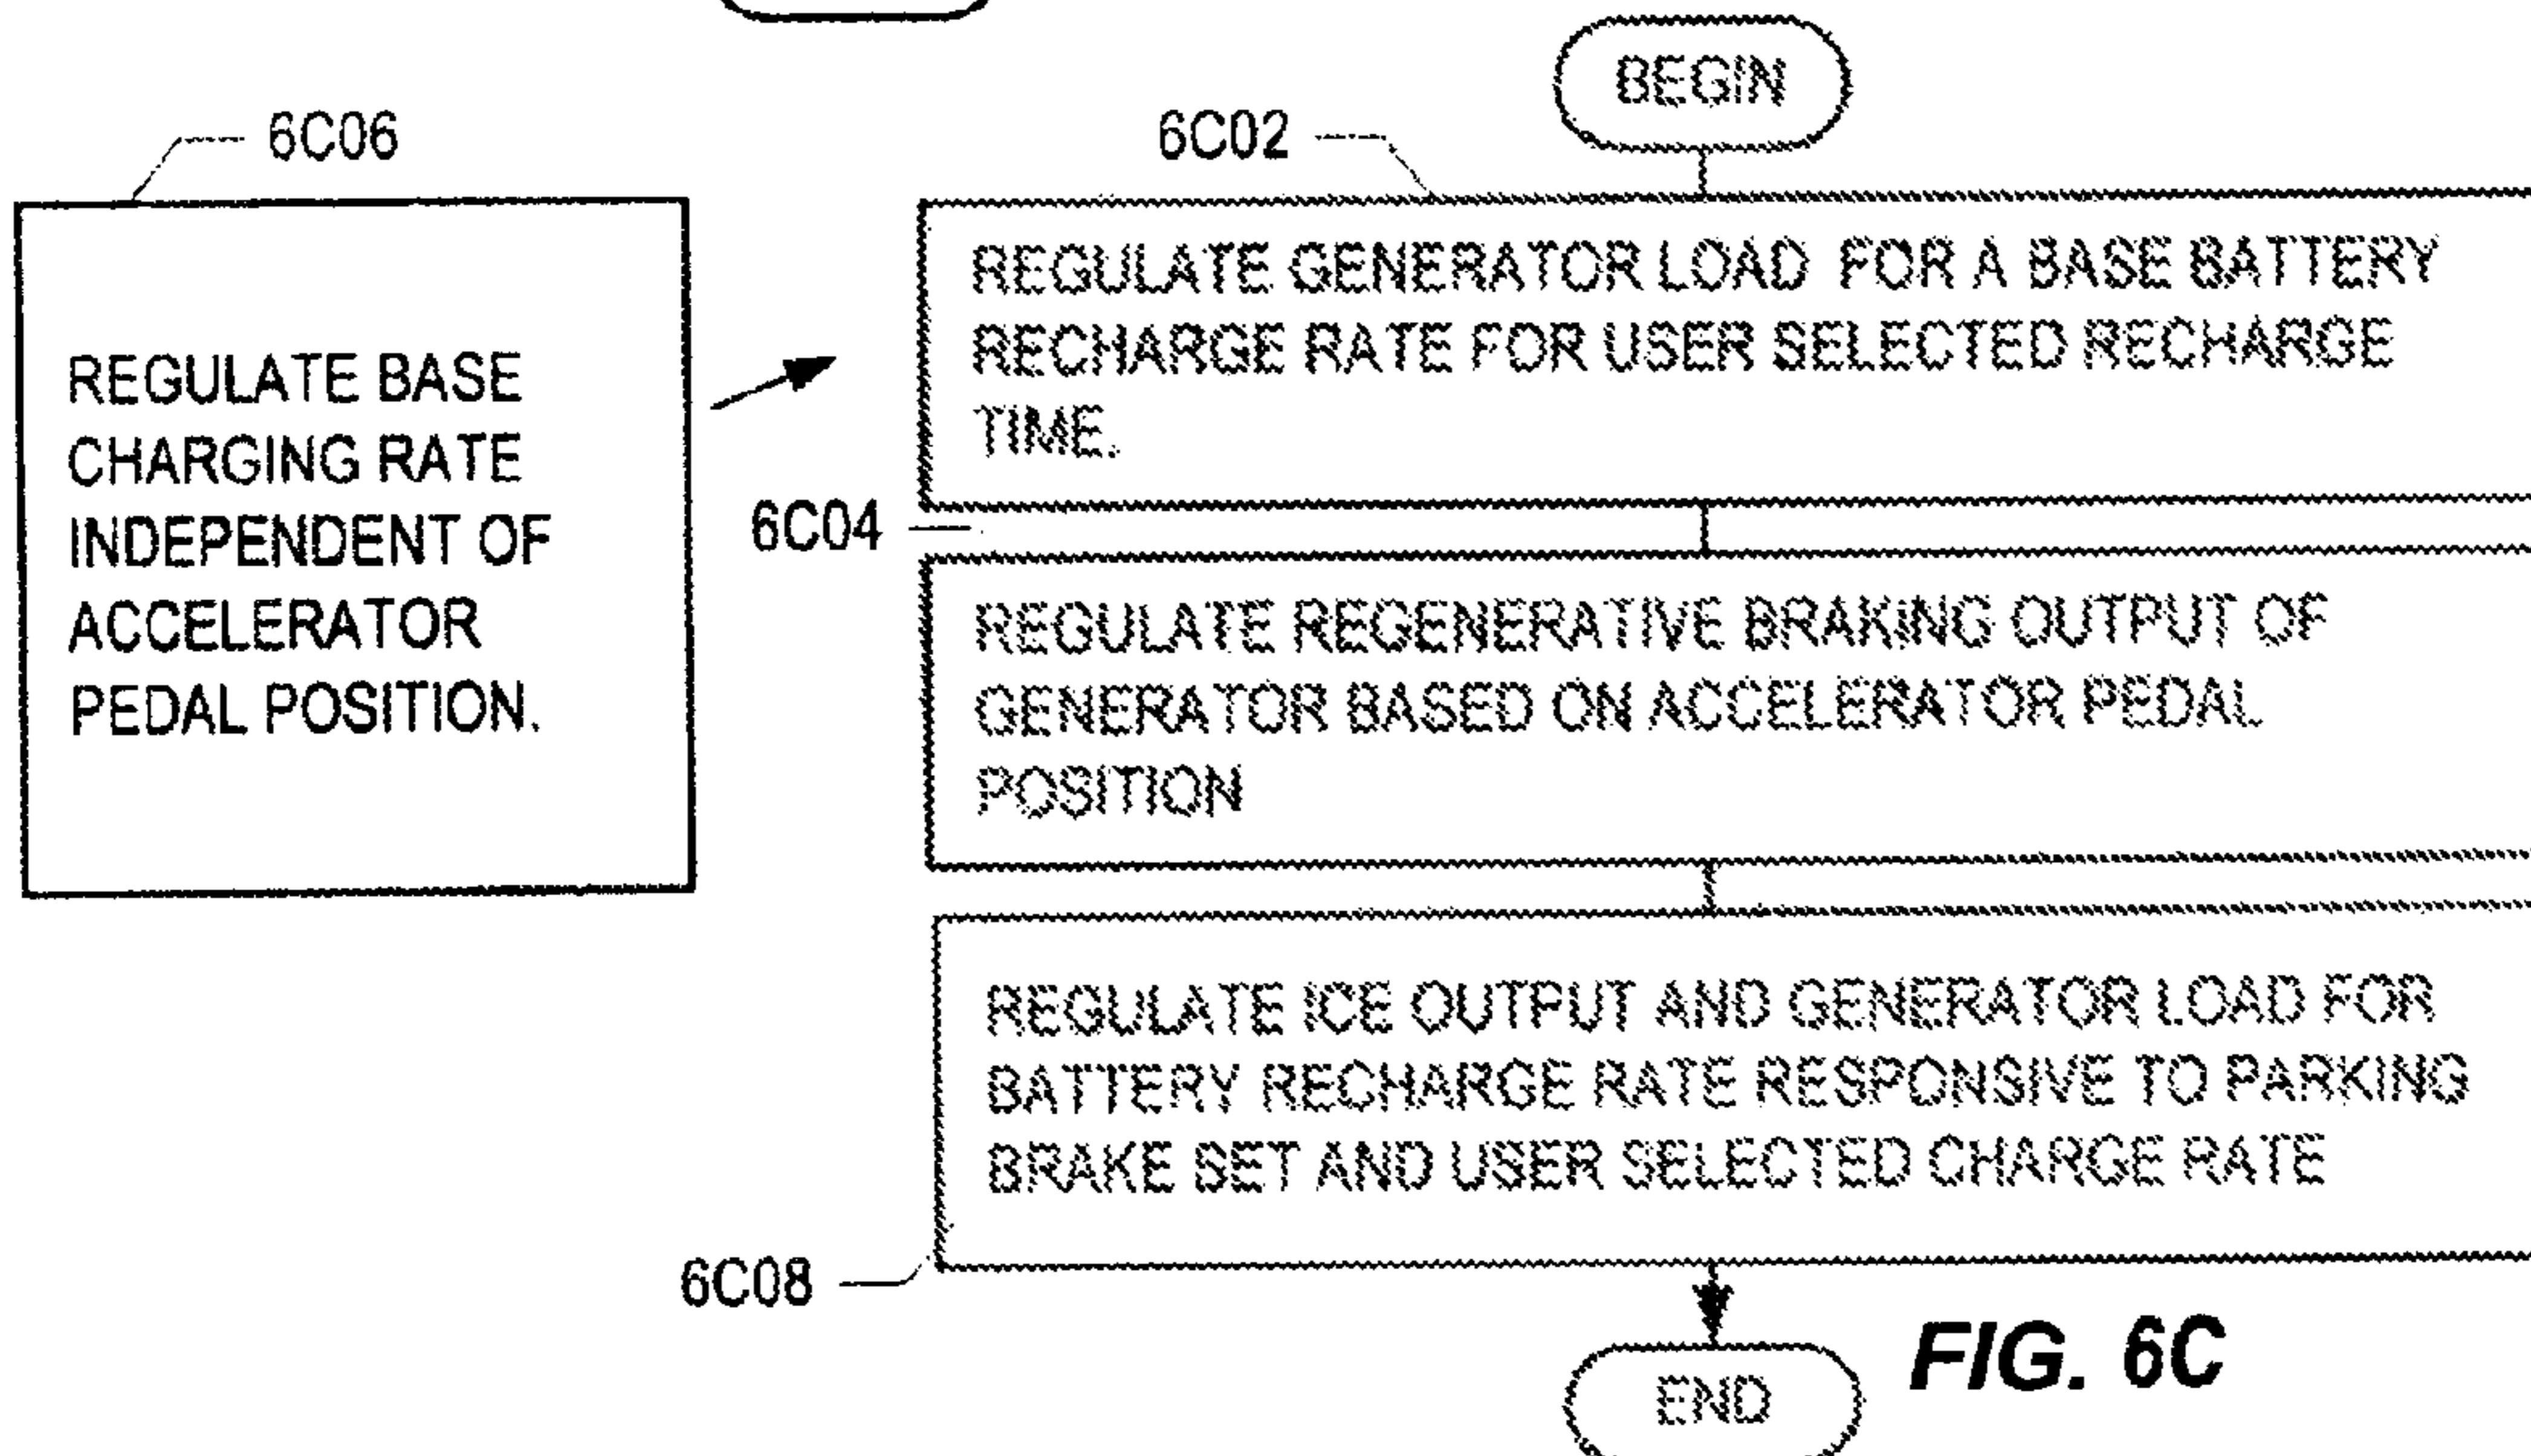 BEGIN
6C06
6C02
REGULATE BASE
CHARGING RATE
INDEPENDENT OF
ACCELERATOR
PEDAL POSITION.
REGULATE GENERATOR LOAD FOR A BASE BATTERY
RECHARGE RATE FOR USER SELECTED RECHARGE
TIME.
6C04
REGULATE REGENERATIVE BRAKING OUTPUT OF
GENERATOR BASED ON ACCELERATOR PEDAL
POSITION
REGULATE ICE OUTPUT AND GENERATOR LOAD FOR
BATTERY RECHARGE RATE RESPONSIVE TO PARKING
BRAKE SET AND USER SELECTED CHARGE RATE
6C08
END
FIG. 6C